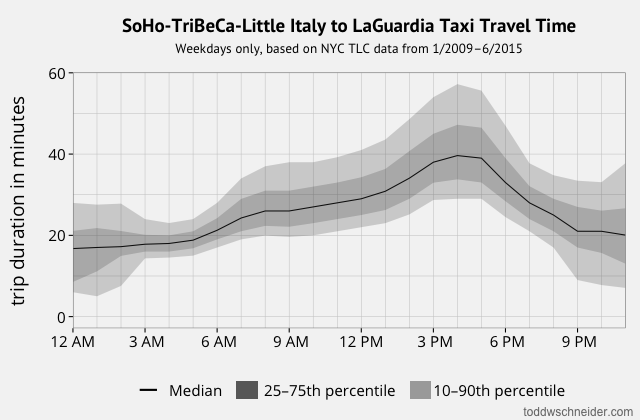 SoHo-TriBeCa-Little Italy to LaGuardia Taxi Travel Time
Weekdays only, based on NYC TLC data from 1/2009–6/2015
trip duration in minutes
60
40
20
0
12 AM 3 AM 6 AM 9 AM 12 PM 3 PM 6 PM 9 PM
Median 25–75th percentile 10–90th percentile
toddwschneider.com